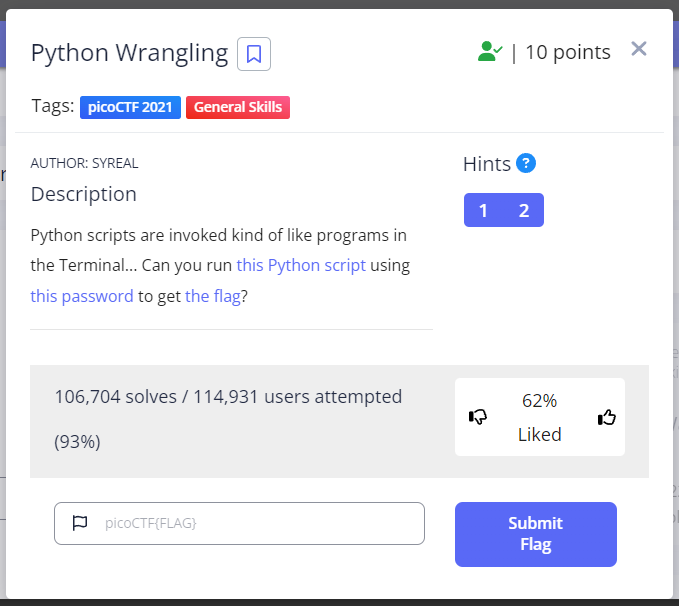 Python Wrangling
| 10 points
Tags: picoCTF 2021 General Skills
AUTHOR: SYREAL
Description
Python scripts are invoked kind of like programs in
the Terminal... Can you run this Python script using
this password to get the flag?
Hints ?
1 2
106,704 solves / 114,931 users attempted
(93%)
62%
Liked
picoCTF{FLAG}
Submit
Flag